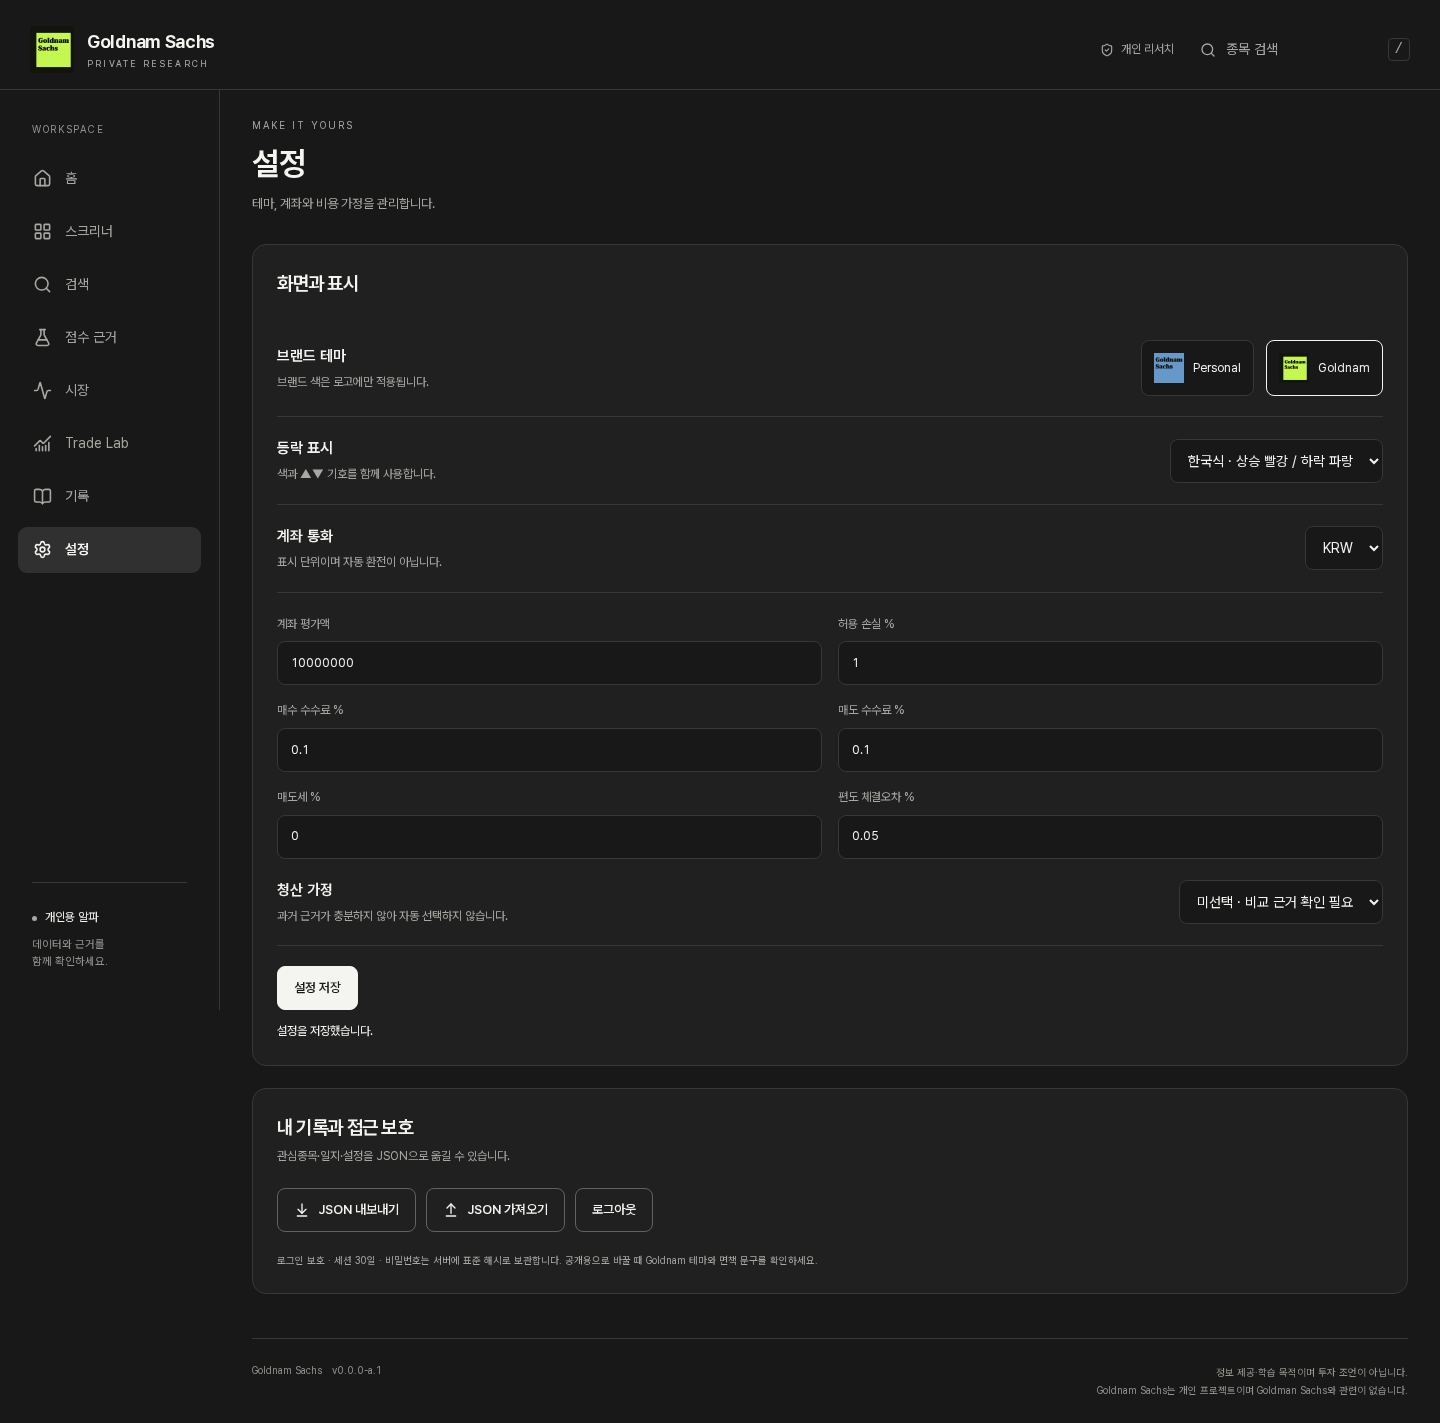 Goldnam
Sachs
Goldnam Sachs
PRIVATE RESEARCH
개인 리서치
종목 검색
/
WORKSPACE
홈
스크리너
검색
점수 근거
시장
Trade Lab
기록
설정
개인용 알파
데이터와 근거를
함께 확인하세요.
MAKE IT YOURS
설정
테마, 계좌와 비용 가정을 관리합니다.
화면과 표시
브랜드 테마
브랜드 색은 로고에만 적용됩니다.
Goldnam
Sachs
Personal
Goldnam
Sachs
Goldnam
등락 표시
색과 ▲▼ 기호를 함께 사용합니다.
한국식 · 상승 빨강 / 하락 파랑
계좌 통화
표시 단위이며 자동 환전이 아닙니다.
KRW
계좌 평가액
허용 손실 %
10000000
1
매수 수수료 %
매도 수수료 %
0.1
0.1
매도세 %
편도 체결오차 %
0
0.05
청산 가정
과거 근거가 충분하지 않아 자동 선택하지 않습니다.
미선택 · 비교 근거 확인 필요
설정 저장
설정을 저장했습니다.
내 기록과 접근 보호
관심종목·일지·설정을 JSON으로 옮길 수 있습니다.
JSON 내보내기
JSON 가져오기
로그아웃
로그인 보호 · 세션 30일 · 비밀번호는 서버에 표준 해시로 보관합니다. 공개용으로 바꿀 때 Goldnam 테마와 면책 문구를 확인하세요.
Goldnam Sachs v0.0.0-a.1
정보 제공·학습 목적이며 투자 조언이 아닙니다.
Goldnam Sachs는 개인 프로젝트이며 Goldman Sachs와 관련이 없습니다.